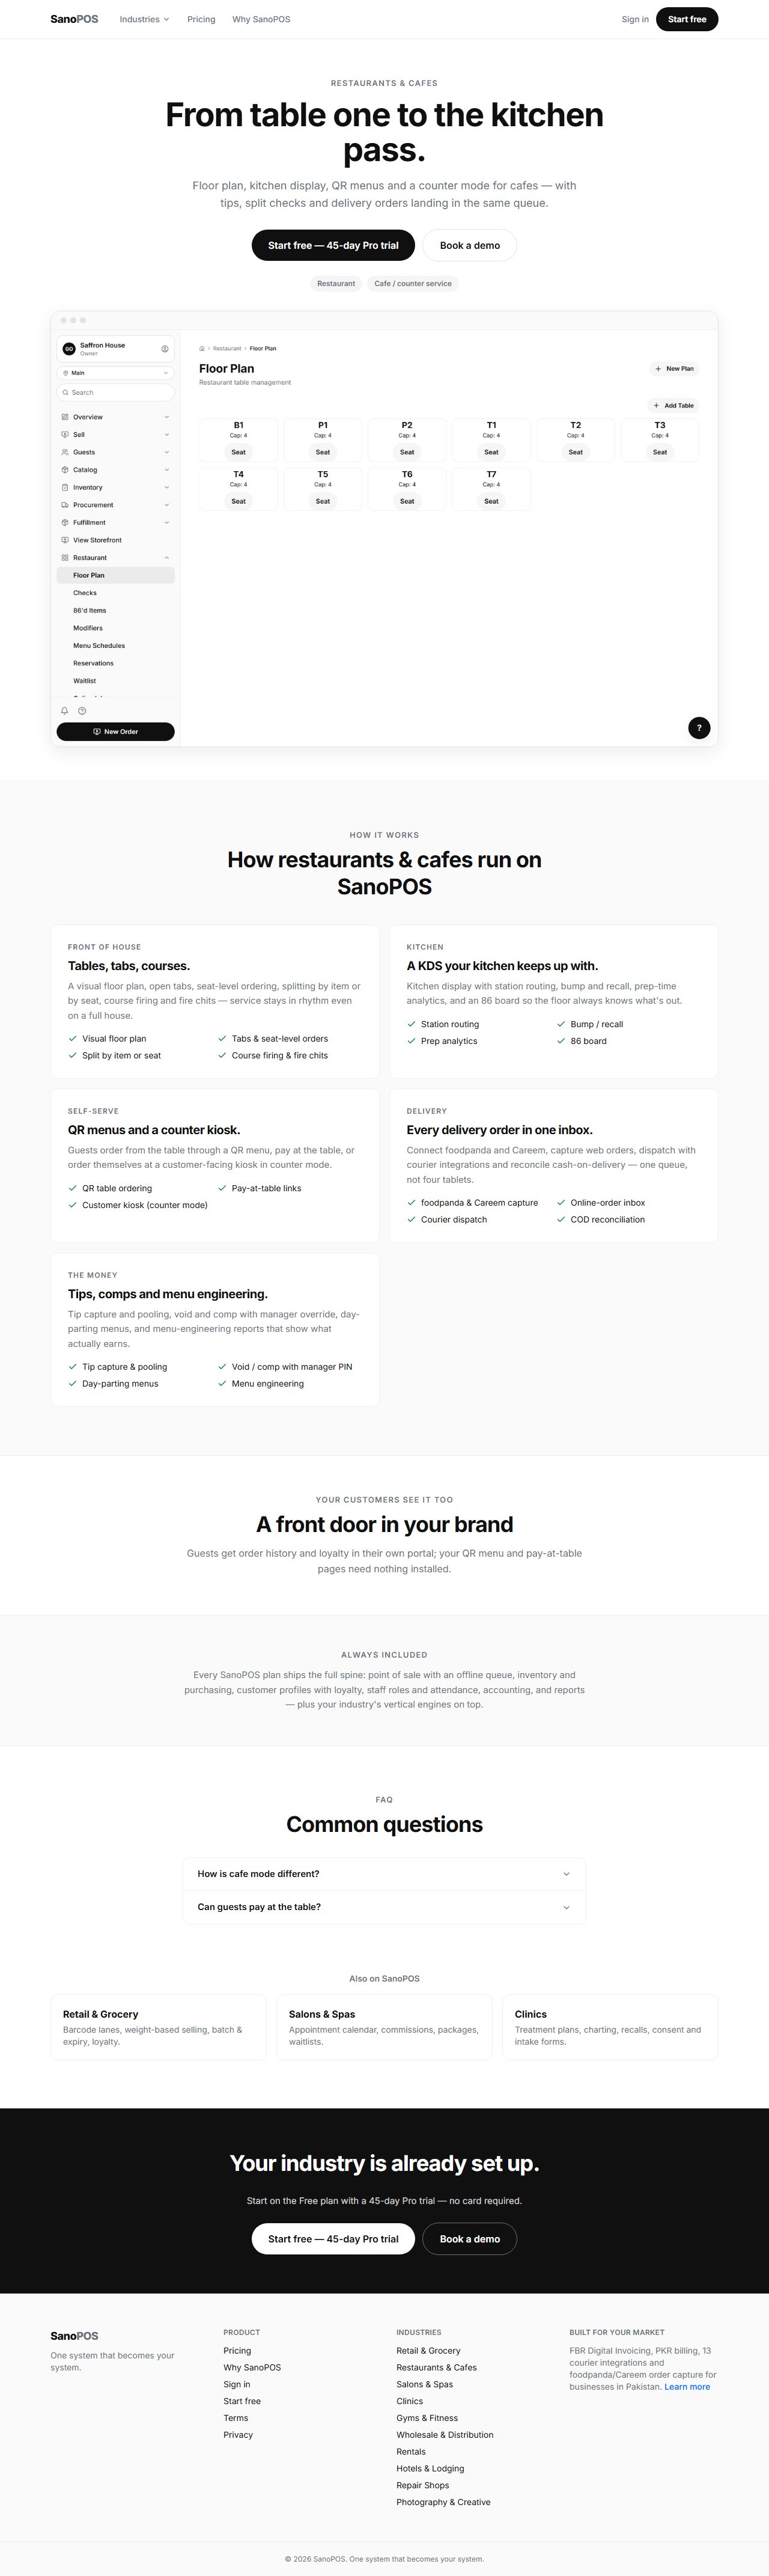 SanoPOS
Industries
Pricing
Why SanoPOS
Sign in
Start free
RESTAURANTS & CAFES
From table one to the kitchen
pass.
Floor plan, kitchen display, QR menus and a counter mode for cafes — with
tips, split checks and delivery orders landing in the same queue.
Start free — 45-day Pro trial
Book a demo
Restaurant
Cafe / counter service
GO
Saffron House
Owner
Main
Search
Overview
Sell
Guests
Catalog
Inventory
Procurement
Fulfillment
View Storefront
Restaurant
Floor Plan
Checks
86'd Items
Modifiers
Menu Schedules
Reservations
Waitlist
New Order
Restaurant › Floor Plan
Floor Plan
Restaurant table management
New Plan
Add Table
B1
Cap: 4
Seat
P1
Cap: 4
Seat
P2
Cap: 4
Seat
T1
Cap: 4
Seat
T2
Cap: 4
Seat
T3
Cap: 4
Seat
T4
Cap: 4
Seat
T5
Cap: 4
Seat
T6
Cap: 4
Seat
T7
Cap: 4
Seat
?
HOW IT WORKS
How restaurants & cafes run on
SanoPOS
FRONT OF HOUSE
Tables, tabs, courses.
A visual floor plan, open tabs, seat-level ordering, splitting by item or
by seat, course firing and fire chits — service stays in rhythm even
on a full house.
Visual floor plan
Tabs & seat-level orders
Split by item or seat
Course firing & fire chits
KITCHEN
A KDS your kitchen keeps up with.
Kitchen display with station routing, bump and recall, prep-time
analytics, and an 86 board so the floor always knows what's out.
Station routing
Bump / recall
Prep analytics
86 board
SELF-SERVE
QR menus and a counter kiosk.
Guests order from the table through a QR menu, pay at the table, or
order themselves at a customer-facing kiosk in counter mode.
QR table ordering
Pay-at-table links
Customer kiosk (counter mode)
DELIVERY
Every delivery order in one inbox.
Connect foodpanda and Careem, capture web orders, dispatch with
courier integrations and reconcile cash-on-delivery — one queue,
not four tablets.
foodpanda & Careem capture
Online-order inbox
Courier dispatch
COD reconciliation
THE MONEY
Tips, comps and menu engineering.
Tip capture and pooling, void and comp with manager override, day-
parting menus, and menu-engineering reports that show what
actually earns.
Tip capture & pooling
Void / comp with manager PIN
Day-parting menus
Menu engineering
YOUR CUSTOMERS SEE IT TOO
A front door in your brand
Guests get order history and loyalty in their own portal; your QR menu and pay-at-table
pages need nothing installed.
ALWAYS INCLUDED
Every SanoPOS plan ships the full spine: point of sale with an offline queue, inventory and
purchasing, customer profiles with loyalty, staff roles and attendance, accounting, and reports
— plus your industry's vertical engines on top.
FAQ
Common questions
How is cafe mode different?
Can guests pay at the table?
Also on SanoPOS
Retail & Grocery
Barcode lanes, weight-based selling, batch &
expiry, loyalty.
Salons & Spas
Appointment calendar, commissions, packages,
waitlists.
Clinics
Treatment plans, charting, recalls, consent and
intake forms.
Your industry is already set up.
Start on the Free plan with a 45-day Pro trial — no card required.
Start free — 45-day Pro trial
Book a demo
SanoPOS
One system that becomes your
system.
PRODUCT
Pricing
Why SanoPOS
Sign in
Start free
Terms
Privacy
INDUSTRIES
Retail & Grocery
Restaurants & Cafes
Salons & Spas
Clinics
Gyms & Fitness
Wholesale & Distribution
Rentals
Hotels & Lodging
Repair Shops
Photography & Creative
BUILT FOR YOUR MARKET
FBR Digital Invoicing, PKR billing, 13
courier integrations and
foodpanda/Careem order capture for
businesses in Pakistan. Learn more
© 2026 SanoPOS. One system that becomes your system.